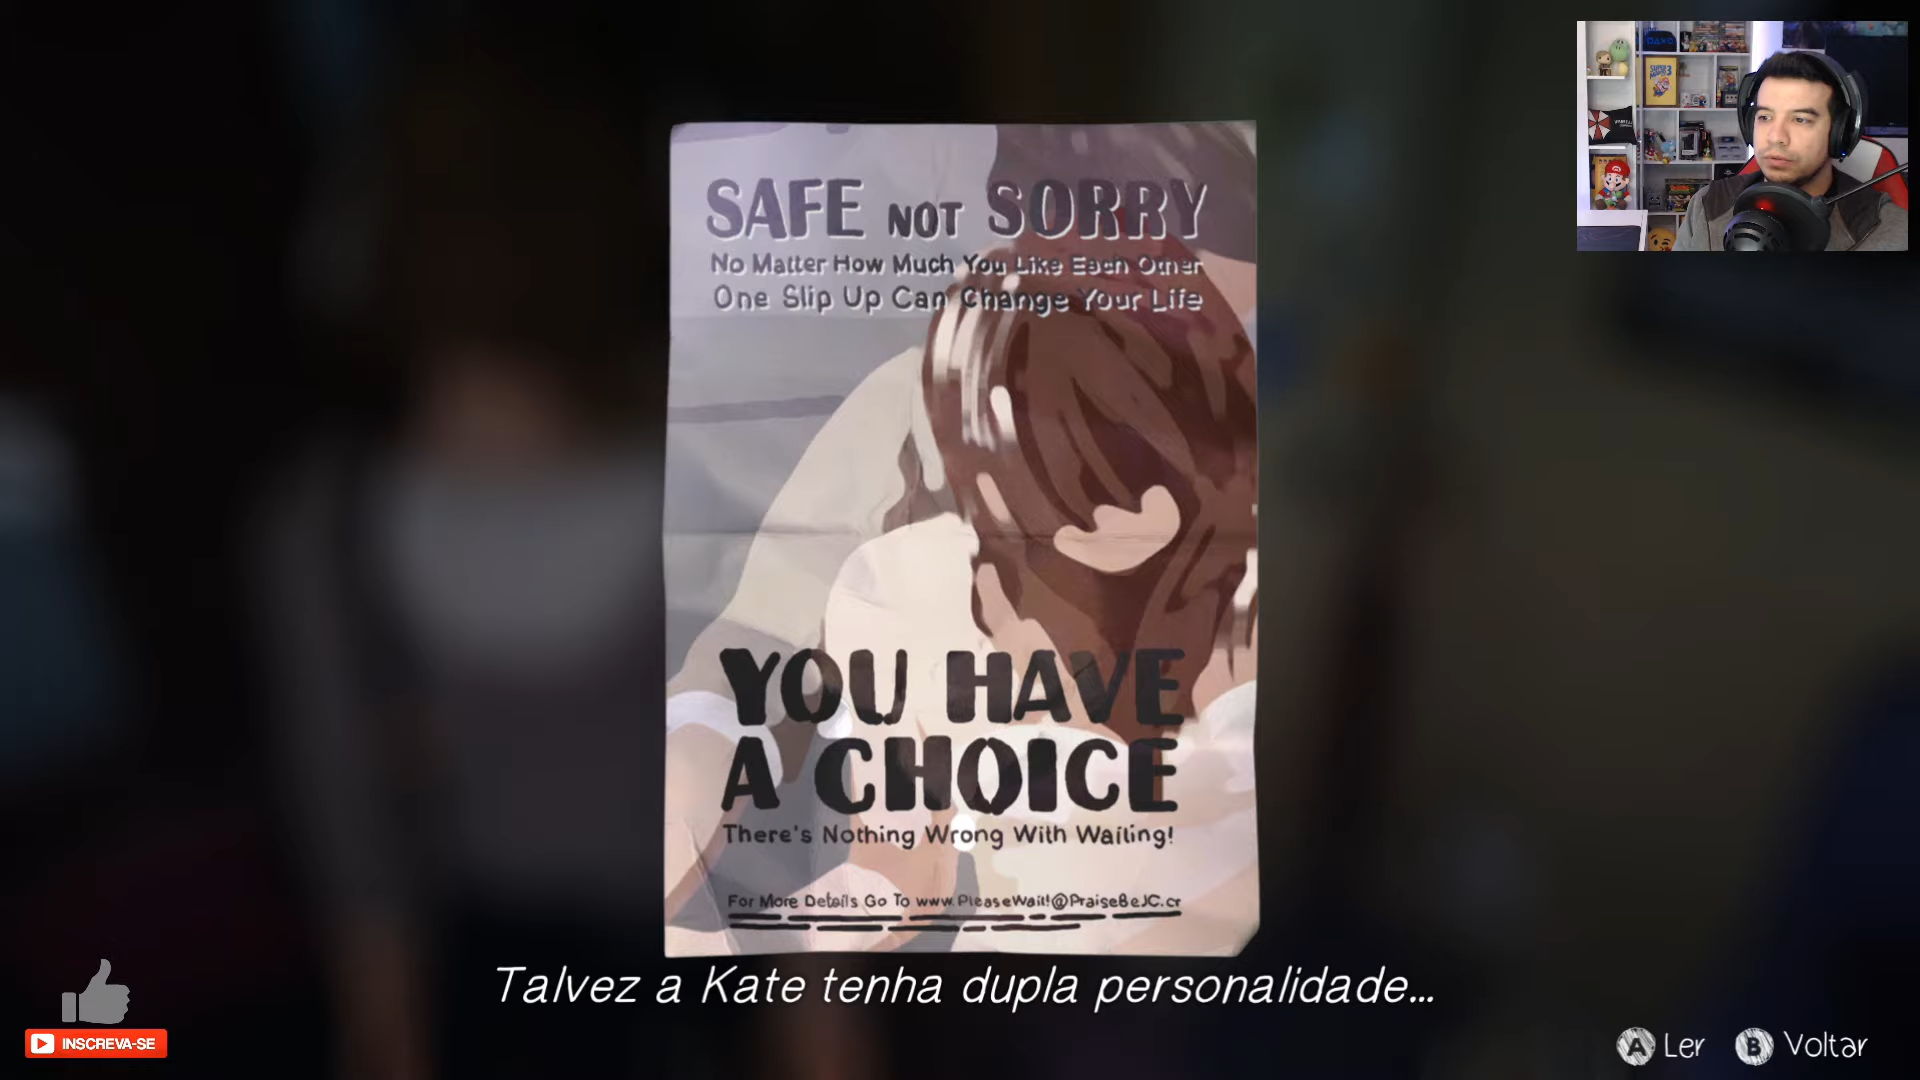 SAFE NOT SORRY
No Matter How Much You Like Each Other
One Slip Up Can Change Your Life
YOU HAVE
A CHOICE
There's Nothing Wrong With Waiting!
For More Details Go To www.PleaseWait!@PraiseBeJC.cr
Talvez a Kate tenha dupla personalidade...
INSCREVA-SE
A Ler B Voltar